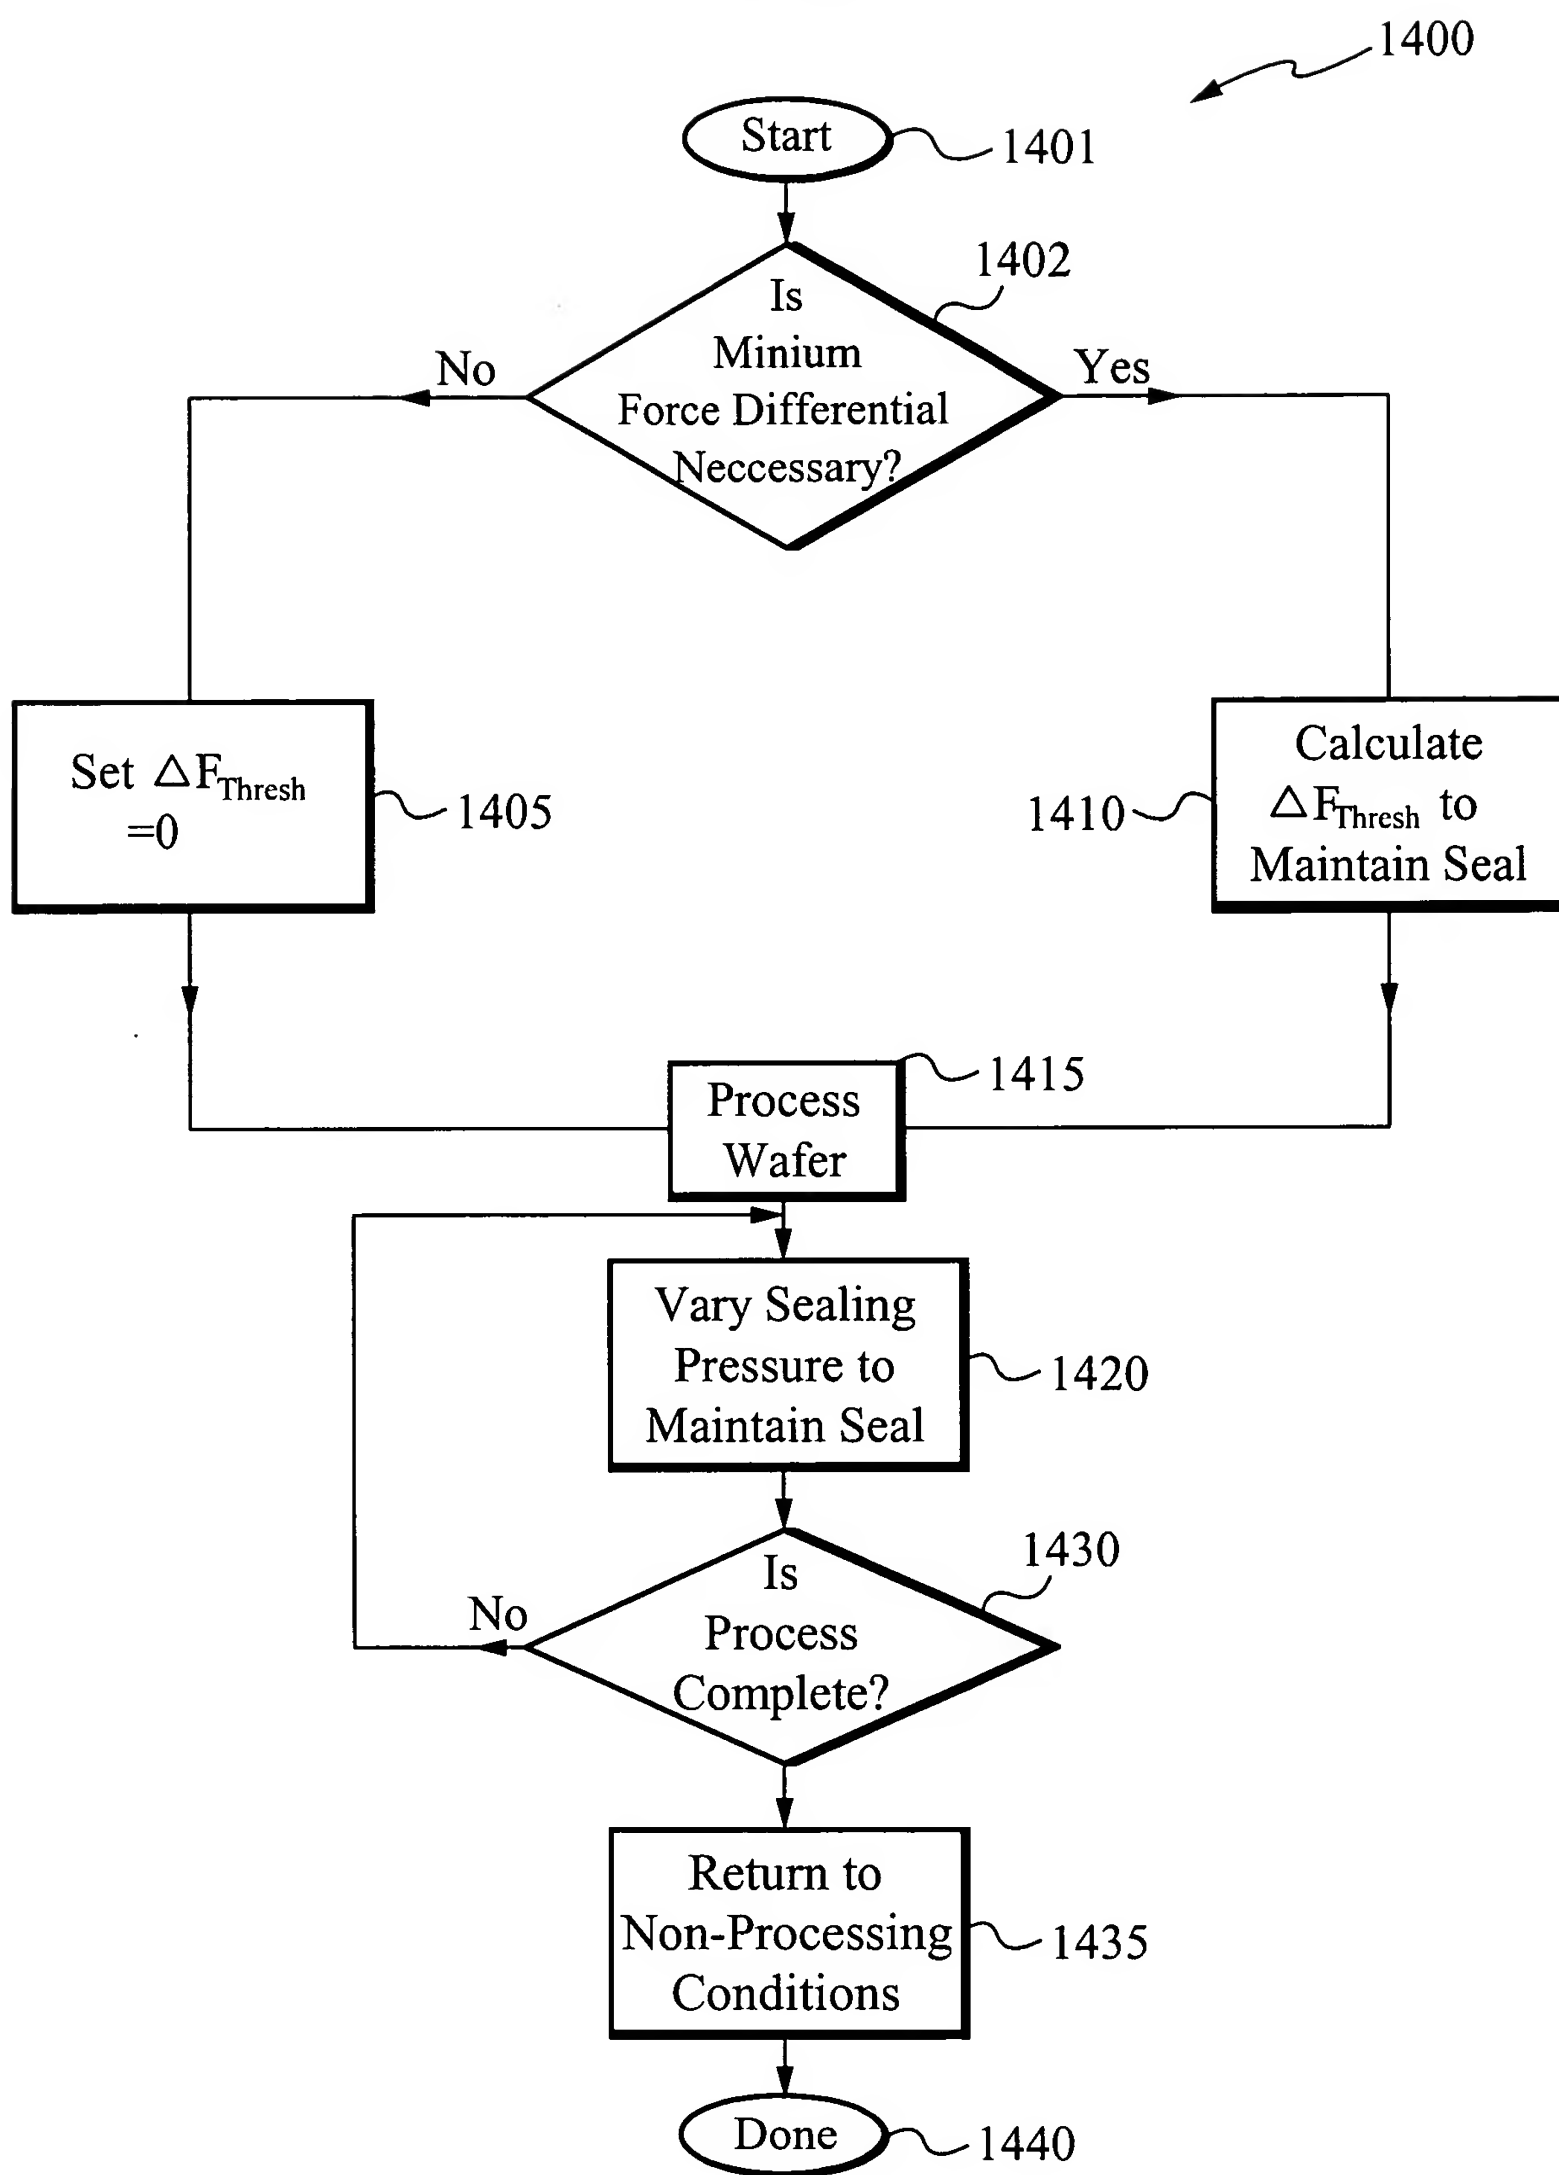 1400
Start
1401
1402
Is
Minium
Force Differential
Neccessary?
No
Yes
Set △F_Thresh
=0
1405
Calculate
△F_Thresh to
Maintain Seal
1410
1415
Process
Wafer
Vary Sealing
Pressure to
Maintain Seal
1420
1430
Is
Process
Complete?
No
Return to
Non-Processing
Conditions
1435
Done
1440